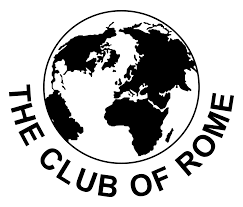 THE CLUB OF ROME